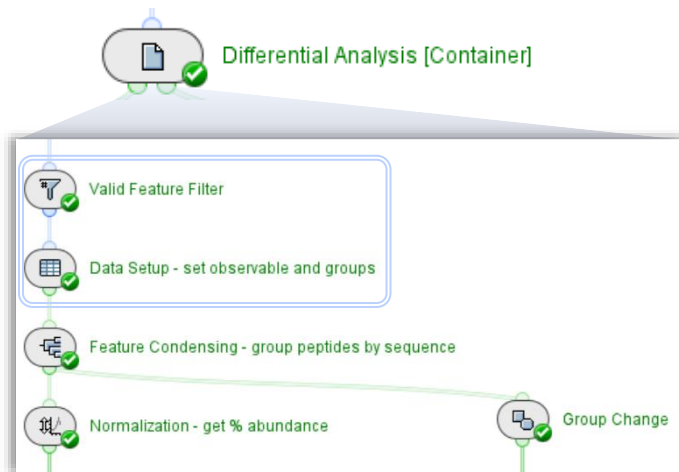 Differential Analysis [Container]
Valid Feature Filter
Data Setup - set observable and groups
Feature Condensing - group peptides by sequence
Normalization - get % abundance
Group Change